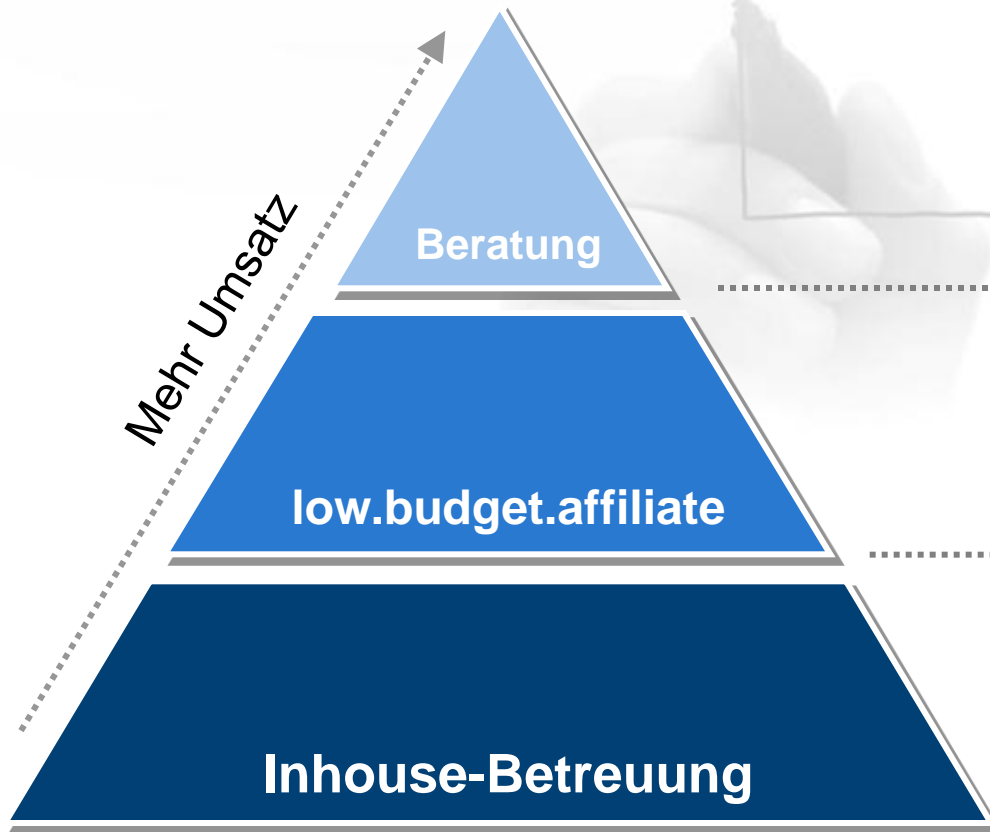 Mehr Umsatz
Beratung
low.budget.affiliate
Inhouse-Betreuung